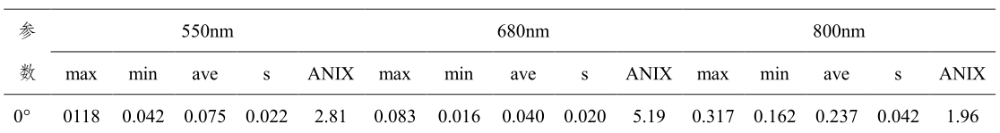 参 550nm 680nm 800nm
数 max min ave s ANIX max min ave s ANIX max min ave s ANIX
0° 0118 0.042 0.075 0.022 2.81 0.083 0.016 0.040 0.020 5.19 0.317 0.162 0.237 0.042 1.96